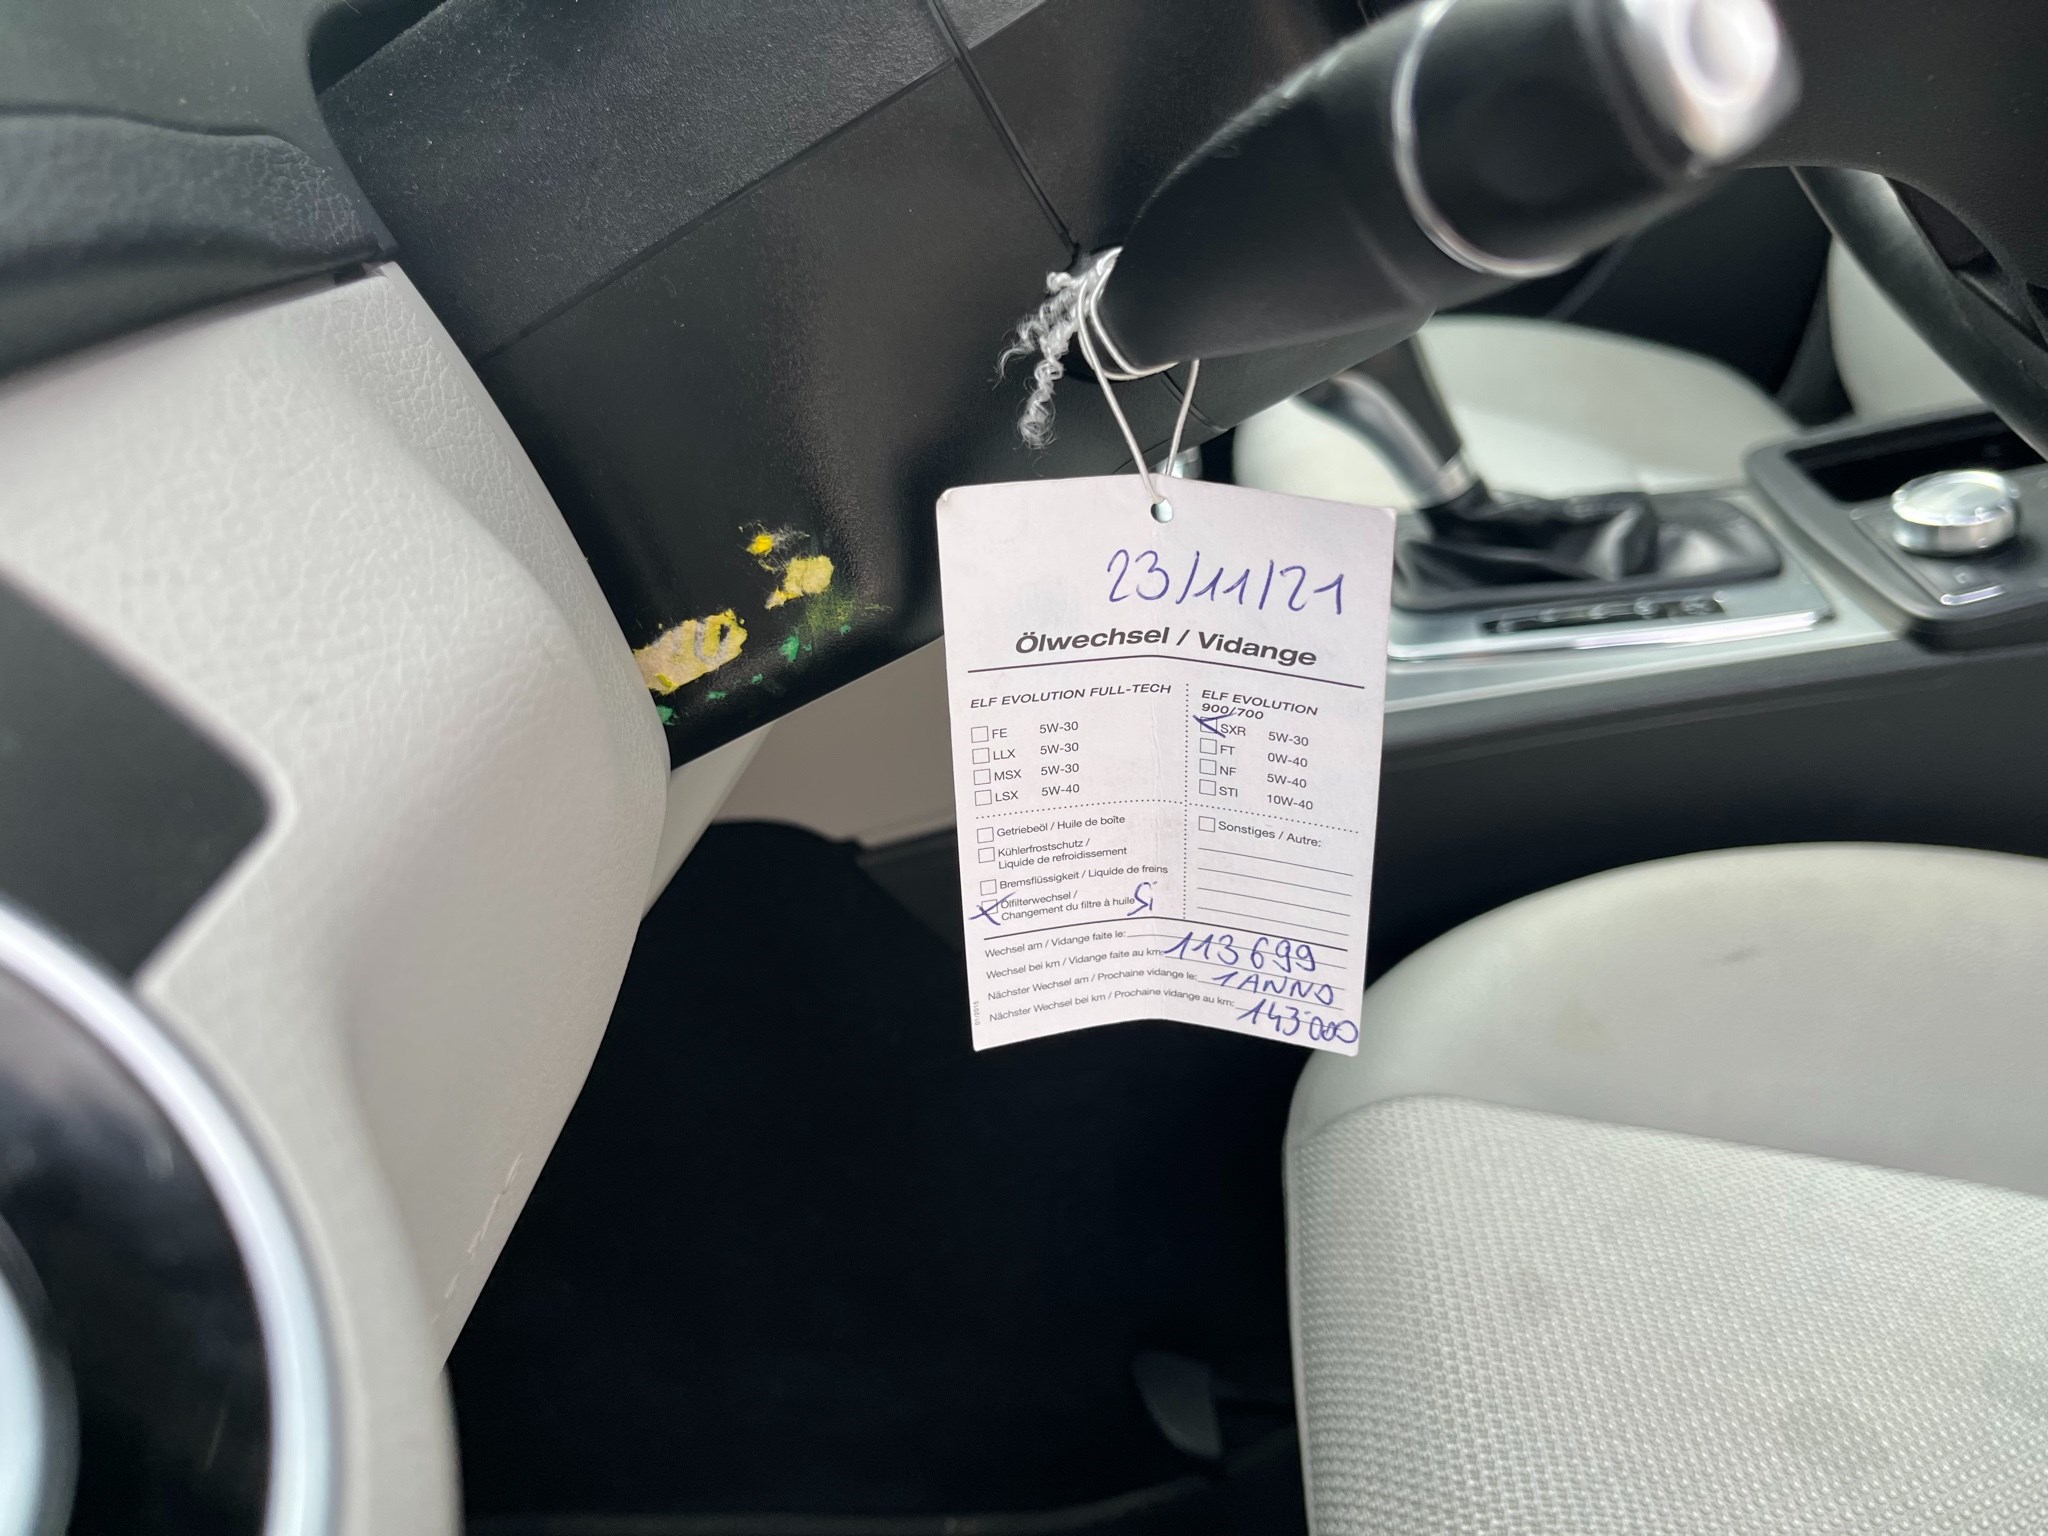 23/11/21
Ölwechsel / Vidange
ELF EVOLUTION FULL-TECH
FE 5W-30
LLX 5W-30
MSX 5W-30
LSX 5W-40
ELF EVOLUTION
900/700
SXR 5W-30
FT 0W-40
NF 5W-40
STI 10W-40
Getriebeöl / Huile de boîte
Kühlerfrostschutz /
Liquide de refroidissement
Bremsflüssigkeit / Liquide de freins
Ölfilterwechsel /
Changement du filtre à huile Si
Sonstiges / Autre:
Wechsel am / Vidange faite le:
Wechsel bei km / Vidange faite au km: 113699
Nächster Wechsel am / Prochaine vidange le: 1 ANNO
Nächster Wechsel bei km / Prochaine vidange au km: 143'000
01/2015